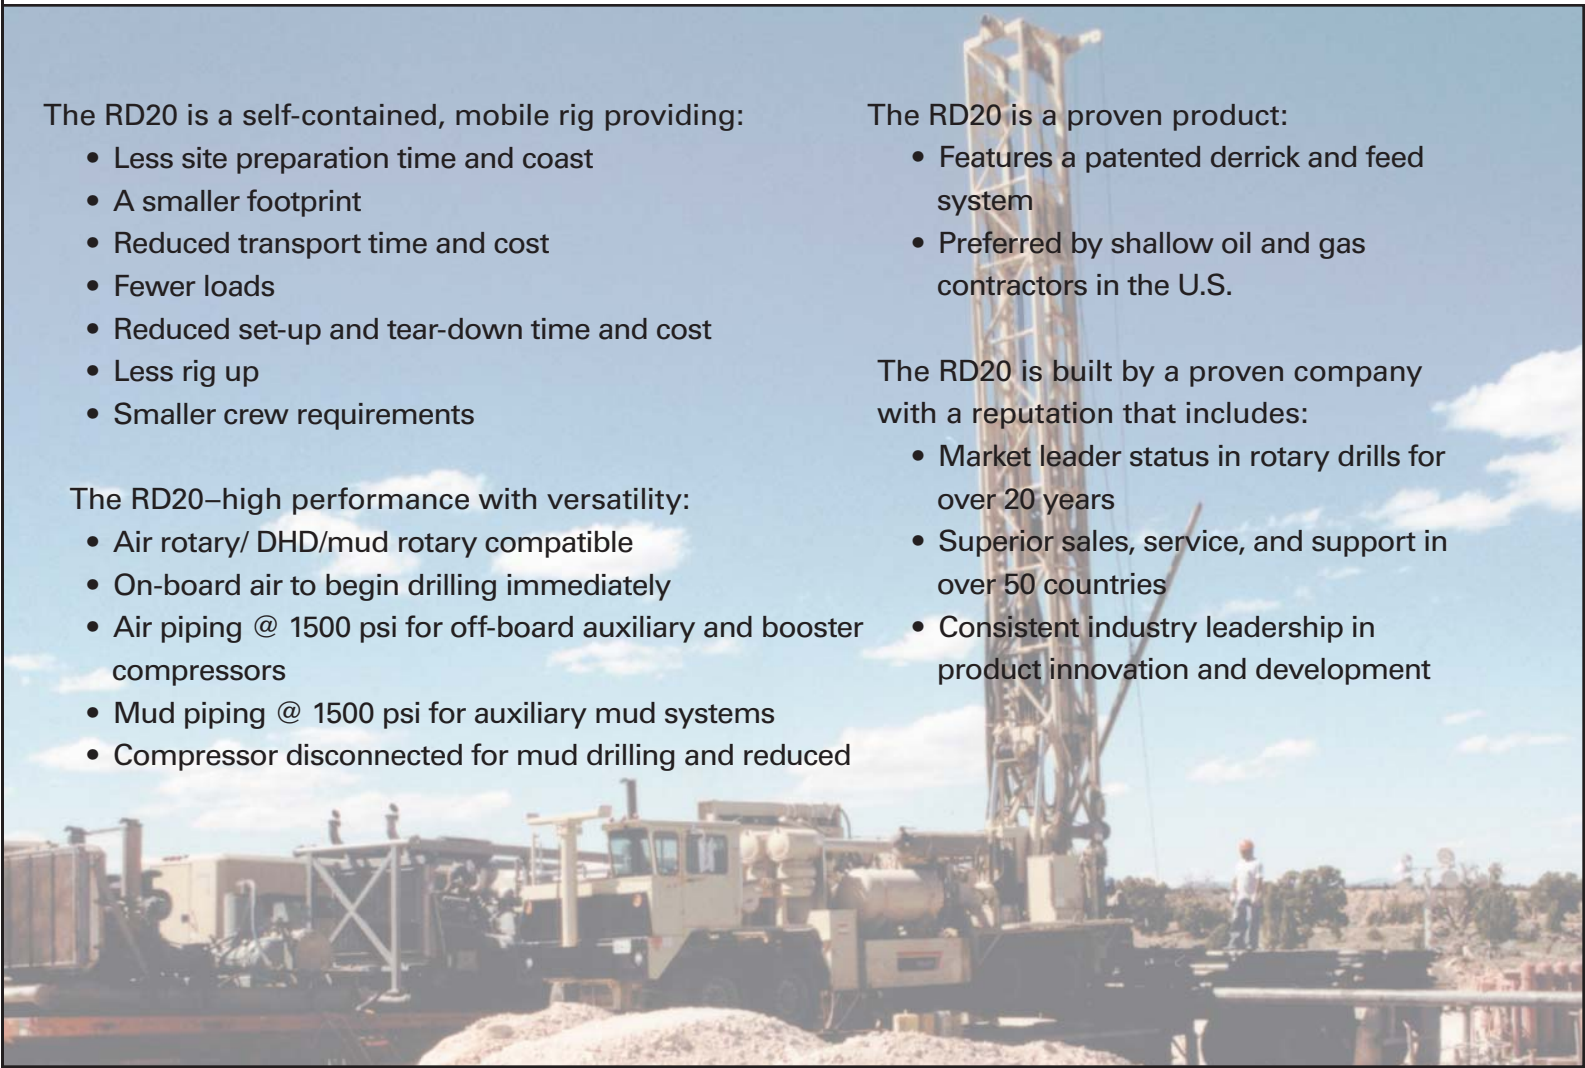 The RD20 is a self-contained, mobile rig providing:
• Less site preparation time and coast
• A smaller footprint
• Reduced transport time and cost
• Fewer loads
• Reduced set-up and tear-down time and cost
• Less rig up
• Smaller crew requirements
The RD20–high performance with versatility:
• Air rotary/ DHD/mud rotary compatible
• On-board air to begin drilling immediately
• Air piping @ 1500 psi for off-board auxiliary and booster
compressors
• Mud piping @ 1500 psi for auxiliary mud systems
• Compressor disconnected for mud drilling and reduced
The RD20 is a proven product:
• Features a patented derrick and feed
system
• Preferred by shallow oil and gas
contractors in the U.S.
The RD20 is built by a proven company
with a reputation that includes:
• Market leader status in rotary drills for
over 20 years
• Superior sales, service, and support in
over 50 countries
• Consistent industry leadership in
product innovation and development